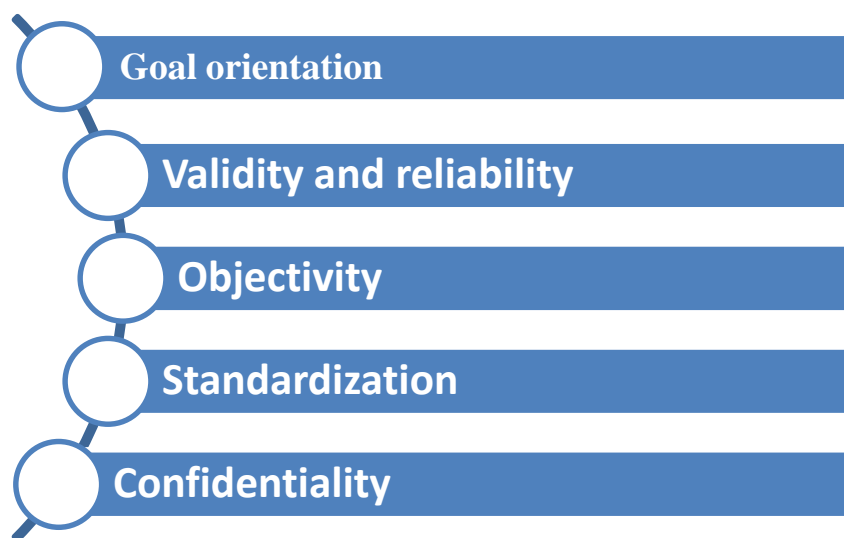 Goal orientation
Validity and reliability
Objectivity
Standardization
Confidentiality